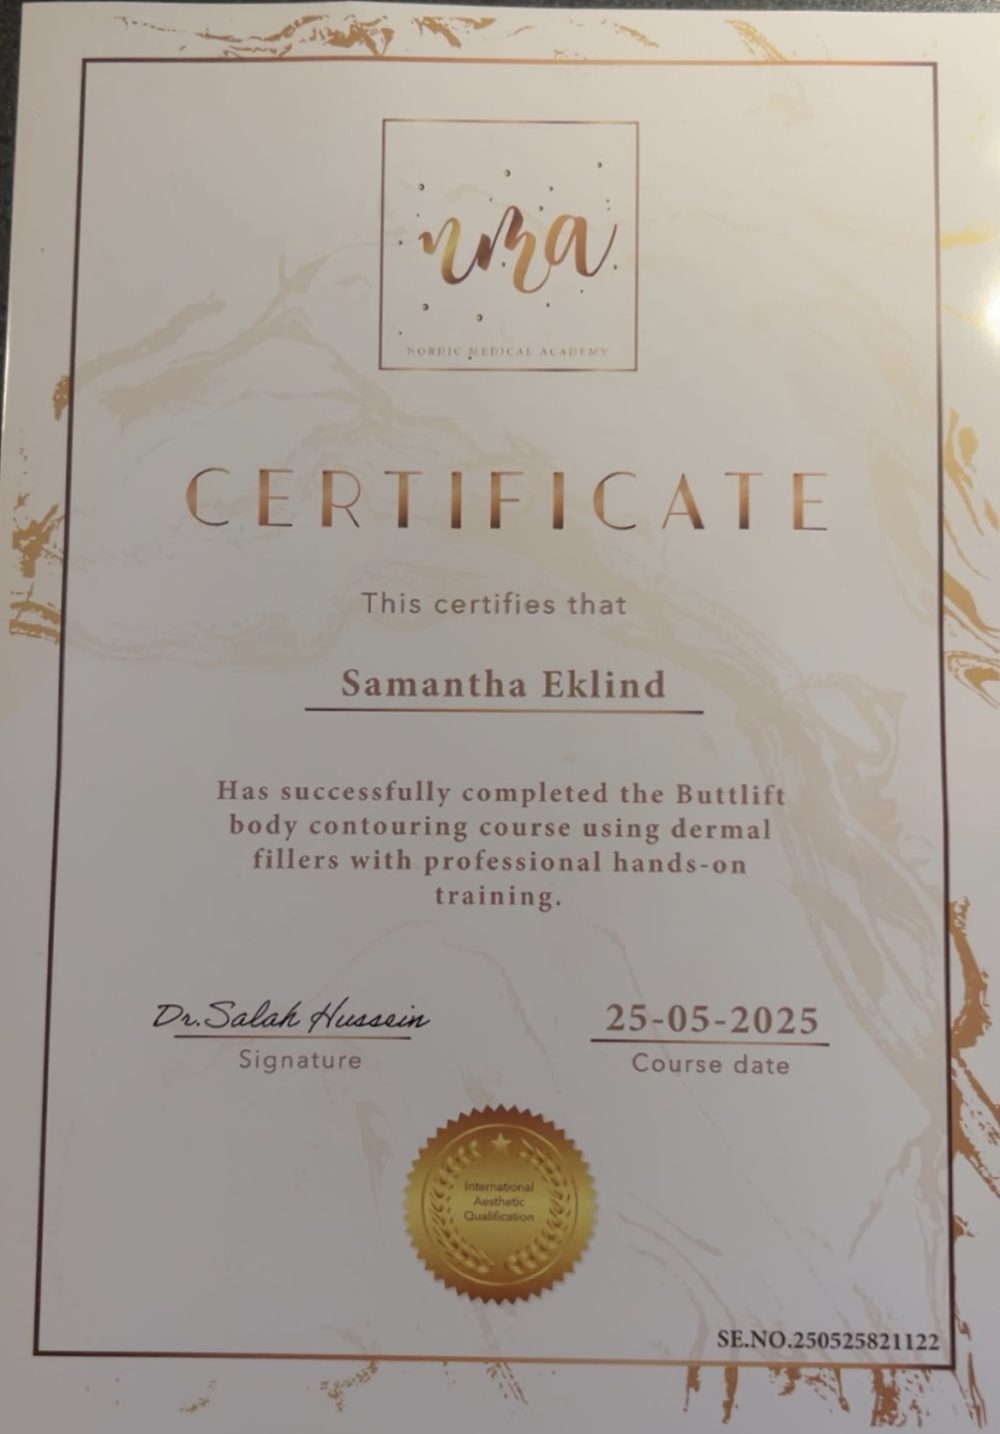 nma
NORDIC MEDICAL ACADEMY
CERTIFICATE
This certifies that
Samantha Eklind
Has successfully completed the Buttlift
body contouring course using dermal
fillers with professional hands-on
training.
Dr.Salah Hussein
Signature
25-05-2025
Course date
International
Aesthetic
Qualification
SE.NO.250525821122